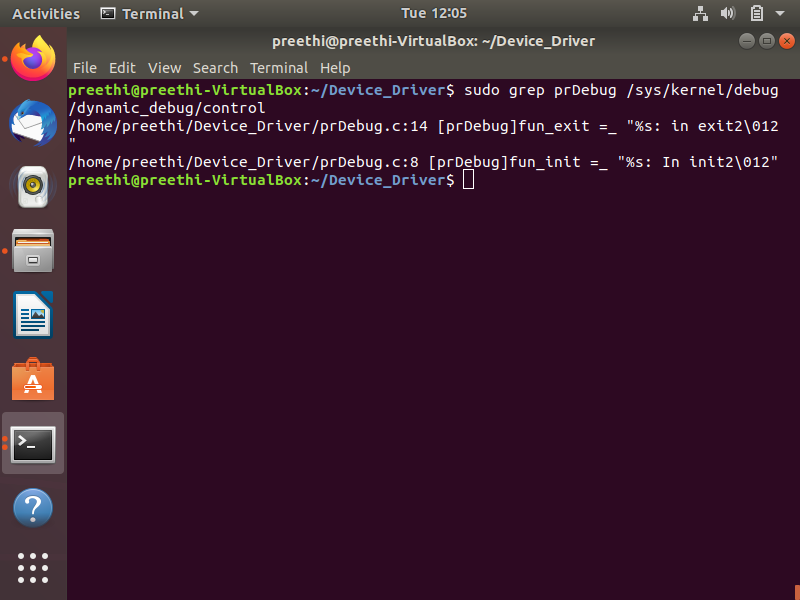 Activities Terminal Tue 12:05
preethi@preethi-VirtualBox: ~/Device_Driver
File Edit View Search Terminal Help
preethi@preethi-VirtualBox:~/Device_Driver$ sudo grep prDebug /sys/kernel/debug
/dynamic_debug/control
/home/preethi/Device_Driver/prDebug.c:14 [prDebug]fun_exit =_ "%s: in exit2\012
"
/home/preethi/Device_Driver/prDebug.c:8 [prDebug]fun_init =_ "%s: In init2\012"
preethi@preethi-VirtualBox:~/Device_Driver$